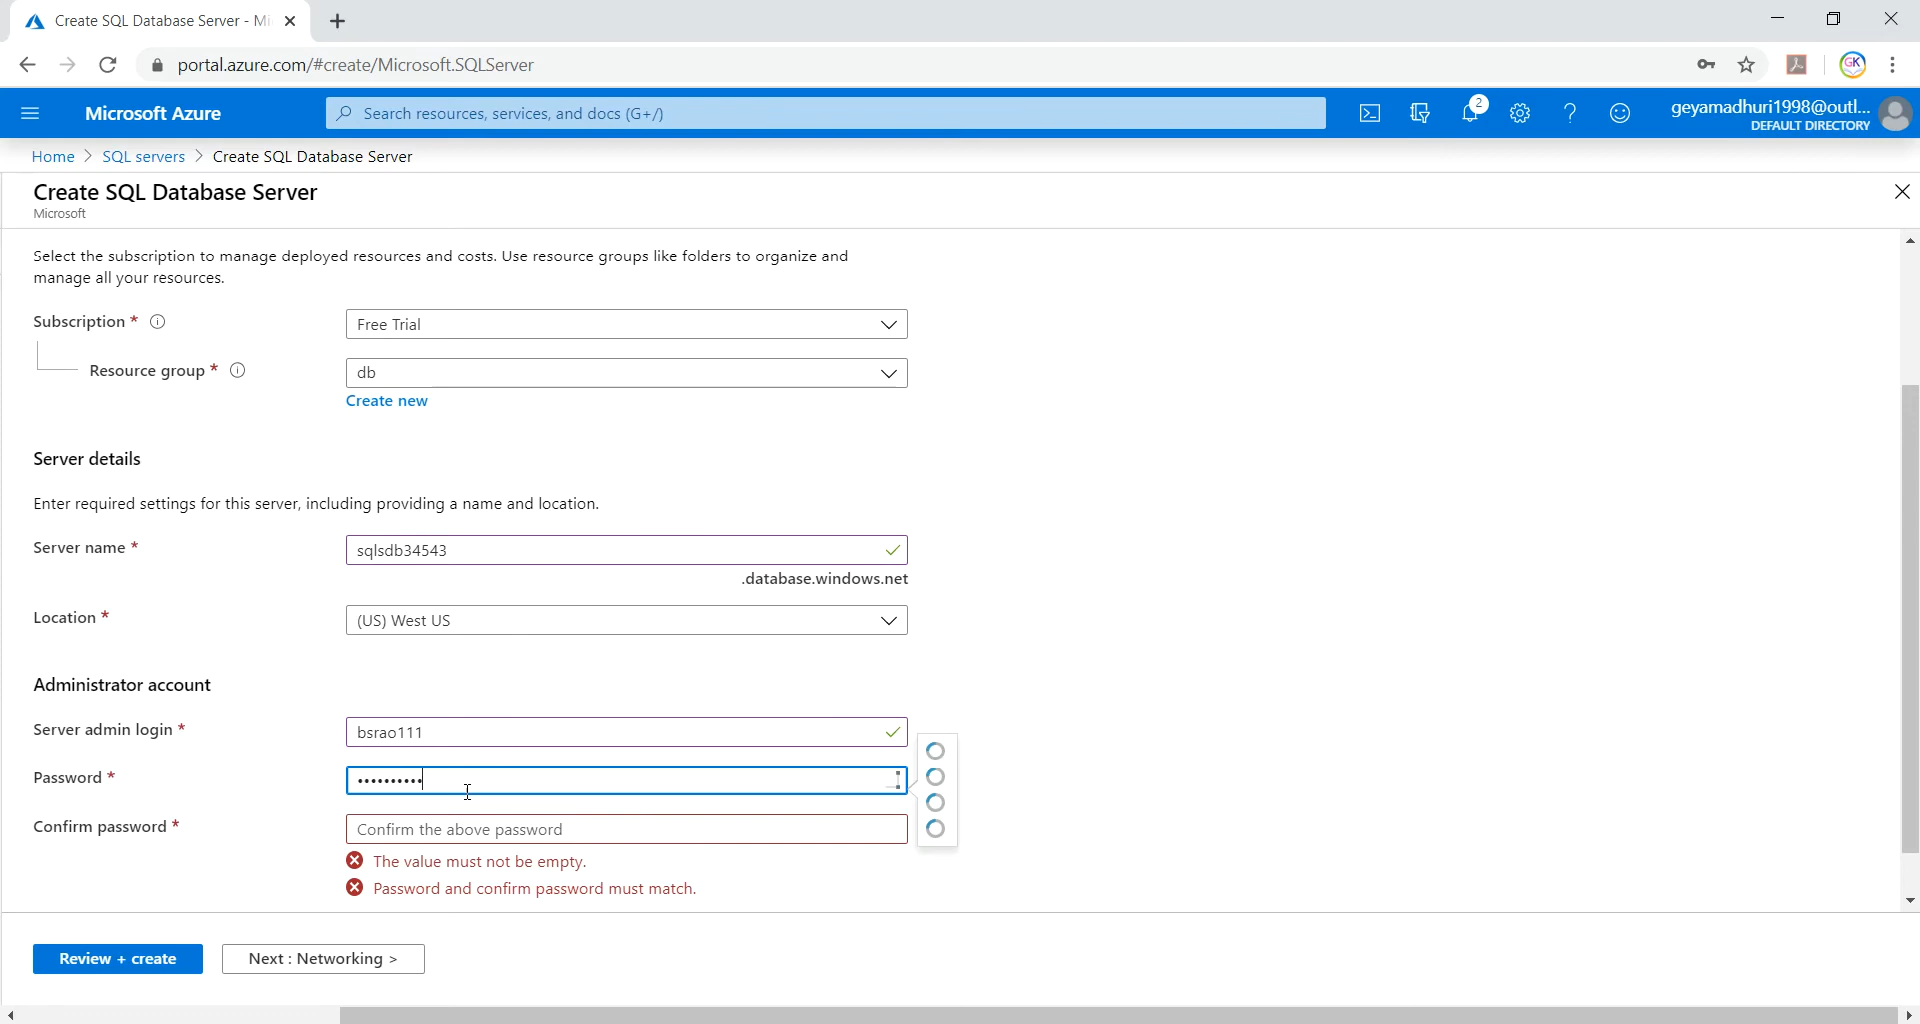 Create SQL Database Server - Mi
portal.azure.com/#create/Microsoft.SQLServer
GK
Microsoft Azure
Search resources, services, and docs (G+/)
2
geyamadhuri1998@outl...
DEFAULT DIRECTORY
Home > SQL servers > Create SQL Database Server
Create SQL Database Server
Microsoft
Select the subscription to manage deployed resources and costs. Use resource groups like folders to organize and
manage all your resources.
Subscription *
Free Trial
Resource group *
db
Create new
Server details
Enter required settings for this server, including providing a name and location.
Server name *
sqlsdb34543
.database.windows.net
Location *
(US) West US
Administrator account
Server admin login *
bsrao111
Password *
••••••••••
Confirm password *
Confirm the above password
The value must not be empty.
Password and confirm password must match.
Review + create
Next : Networking >